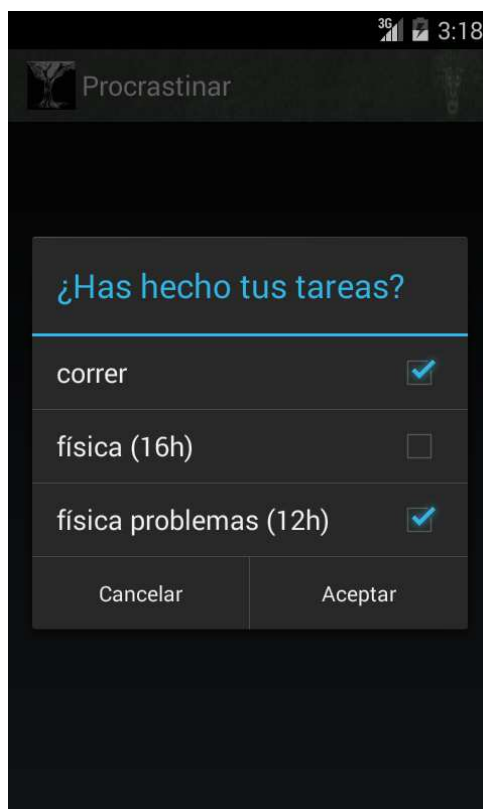 3G 3:18
Procrastinar
¿Has hecho tus tareas?
correr
física (16h)
física problemas (12h)
Cancelar Aceptar